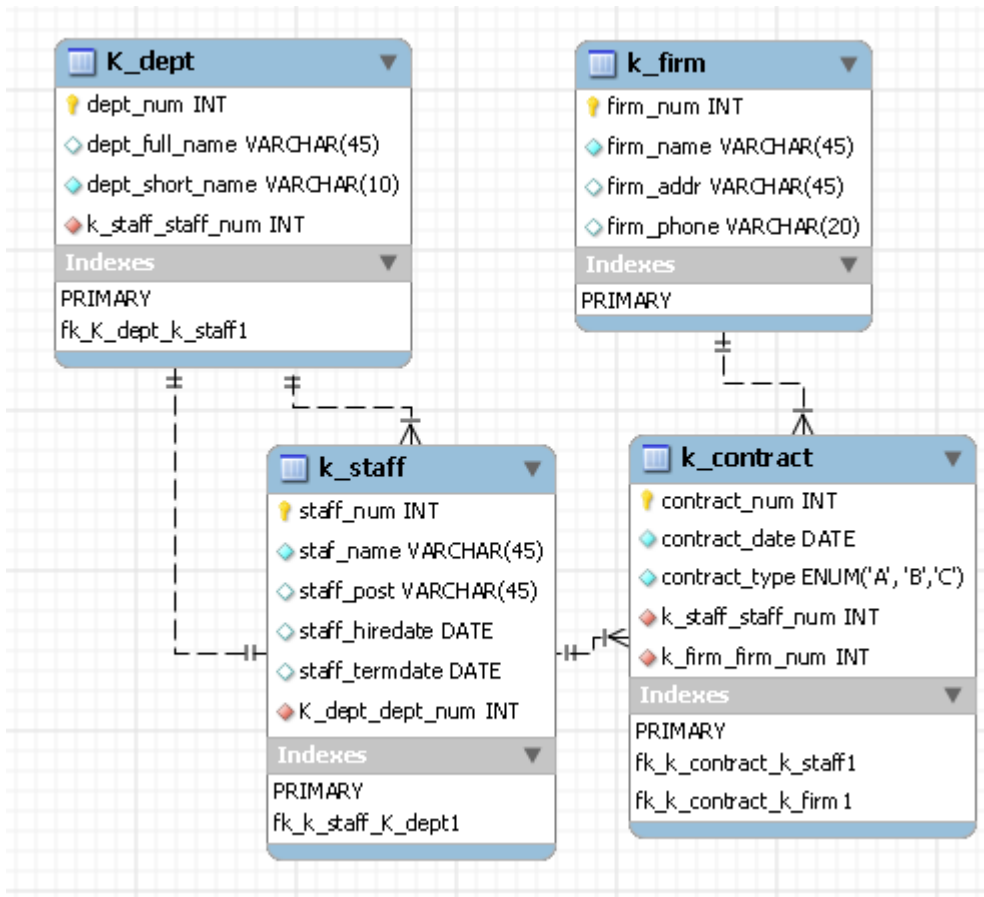 K_dept
dept_num INT
dept_full_name VARCHAR(45)
dept_short_name VARCHAR(10)
k_staff_staff_num INT
Indexes
PRIMARY
fk_K_dept_k_staff1
k_firm
firm_num INT
firm_name VARCHAR(45)
firm_addr VARCHAR(45)
firm_phone VARCHAR(20)
Indexes
PRIMARY
k_staff
staff_num INT
staf_name VARCHAR(45)
staff_post VARCHAR(45)
staff_hiredate DATE
staff_termdate DATE
K_dept_dept_num INT
Indexes
PRIMARY
fk_k_staff_K_dept1
k_contract
contract_num INT
contract_date DATE
contract_type ENUM('A', 'B','C')
k_staff_staff_num INT
k_firm_firm_num INT
Indexes
PRIMARY
fk_k_contract_k_staff1
fk_k_contract_k_firm1